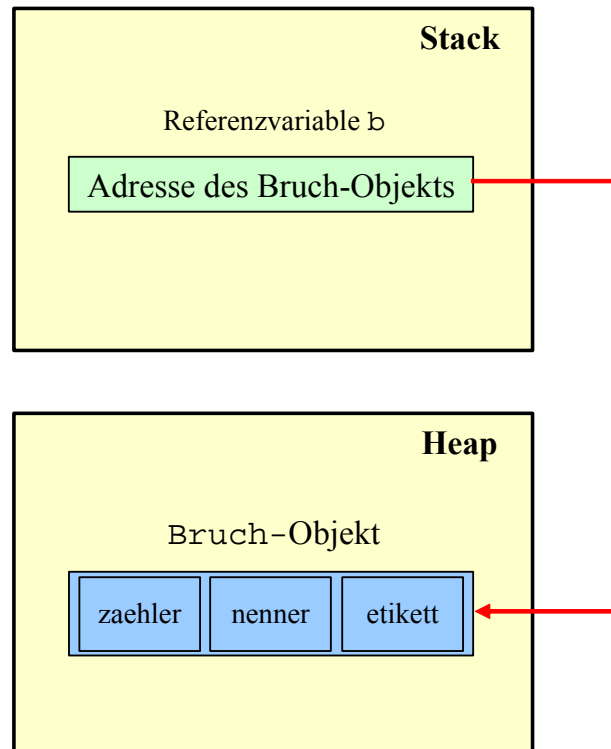 Stack
Referenzvariable b
Adresse des Bruch-Objekts
Heap
Bruch-Objekt
zaehler nenner etikett